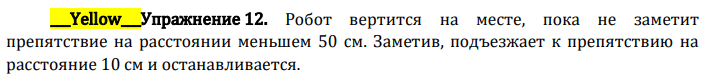 ___Yellow___Упражнение 12. Робот вертится на месте, пока не заметит
препятствие на расстоянии меньшем 50 см. Заметив, подъезжает к препятствию на
расстояние 10 см и останавливается.